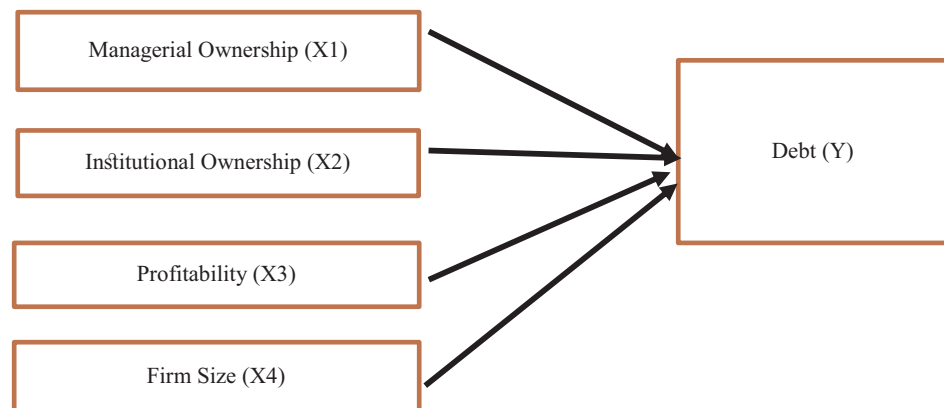 Managerial Ownership (X1)
Institutional Ownership (X2)
Debt (Y)
Profitability (X3)
Firm Size (X4)